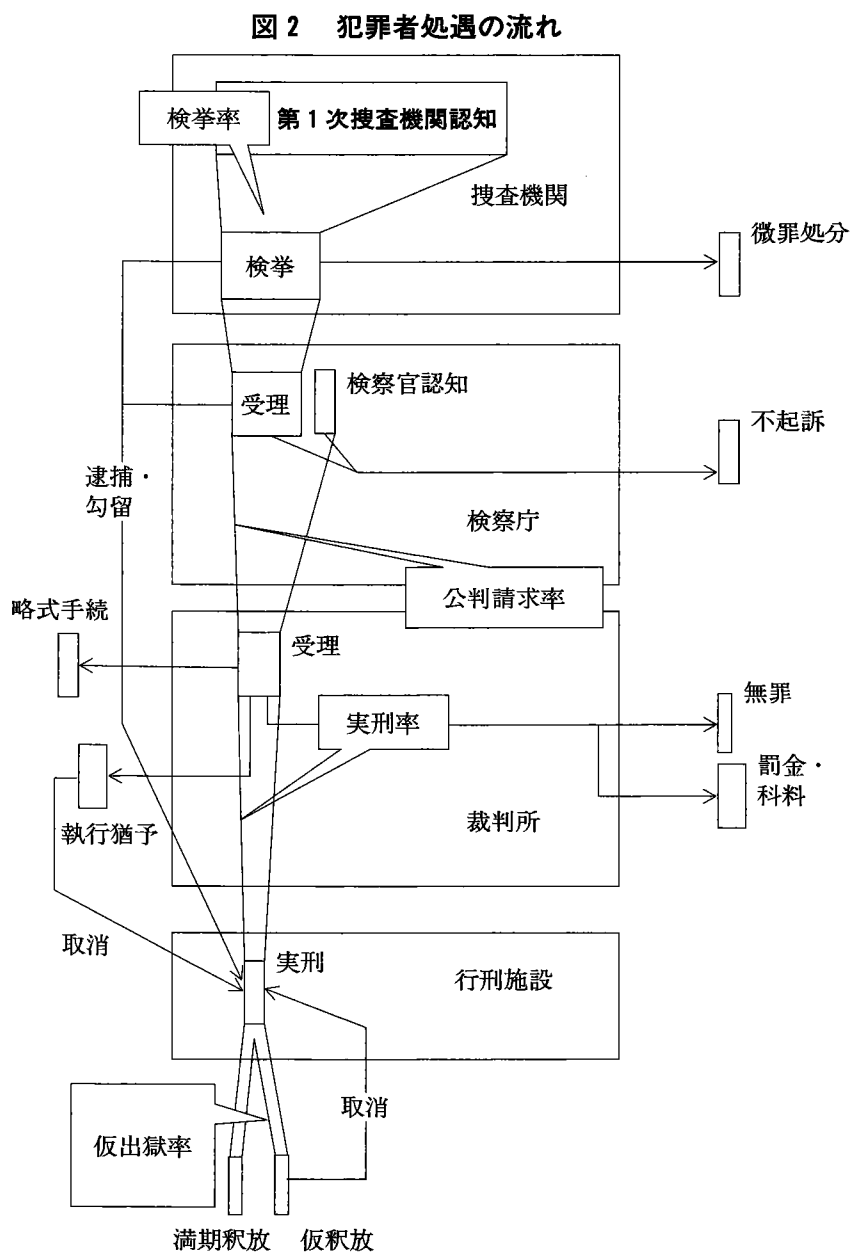 図2 犯罪者処遇の流れ
検挙率
第1次捜査機関認知
捜査機関
微罪処分
検挙
検察官認知
受理
不起訴
逮捕・
勾留
検察庁
公判請求率
略式手続
受理
無罪
実刑率
罰金・
科料
執行猶予
裁判所
取消
実刑
行刑施設
取消
仮出獄率
満期釈放
仮釈放